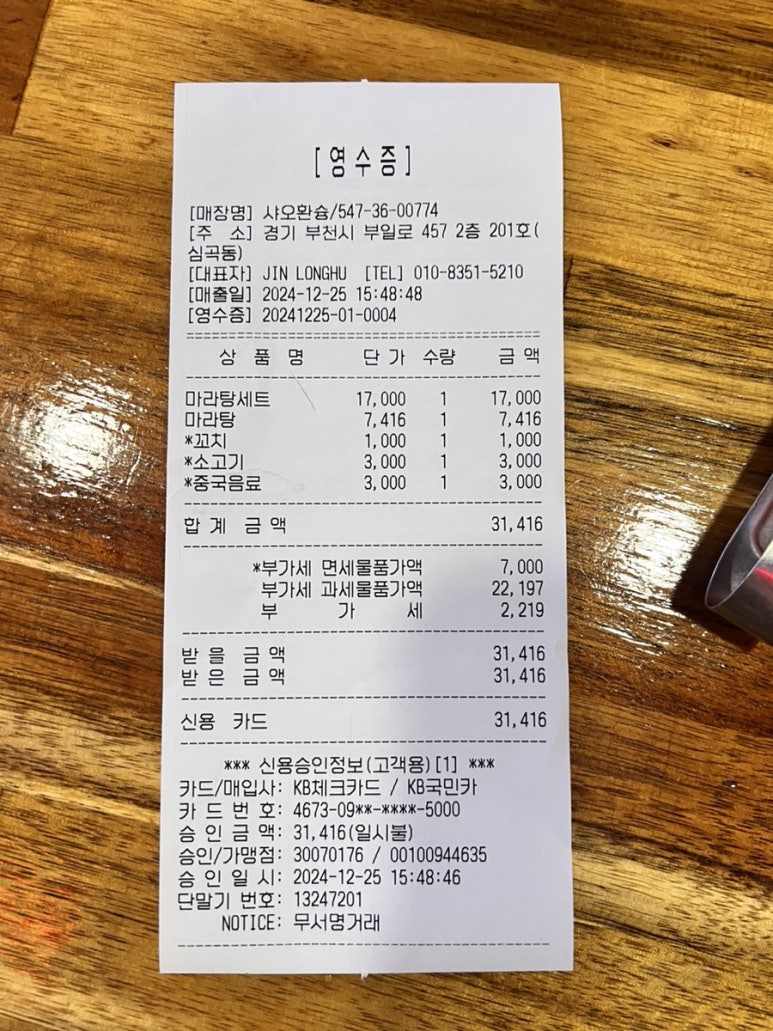 [영수증]
[매장명] 샤오환슝/547-36-00774
[주 소] 경기 부천시 부일로 457 2층 201호(
심곡동)
[대표자] JIN LONGHU [TEL] 010-8351-5210
[매출일] 2024-12-25 15:48:48
[영수증] 20241225-01-0004
상 품 명 단 가 수량 금 액
마라탕세트 17,000 1 17,000
마라탕 7,416 1 7,416
*꼬치 1,000 1 1,000
*소고기 3,000 1 3,000
*중국음료 3,000 1 3,000
합 계 금 액 31,416
*부가세 면세물품가액 7,000
부가세 과세물품가액 22,197
부 가 세 2,219
받 을 금 액 31,416
받 은 금 액 31,416
신용 카드 31,416
*** 신용승인정보(고객용)[1] ***
카드/매입사: KB체크카드 / KB국민카
카 드 번 호: 4673-09**-****-5000
승 인 금 액: 31,416(일시불)
승인/가맹점: 30070176 / 00100944635
승 인 일 시: 2024-12-25 15:48:46
단말기 번호: 13247201
NOTICE: 무서명거래